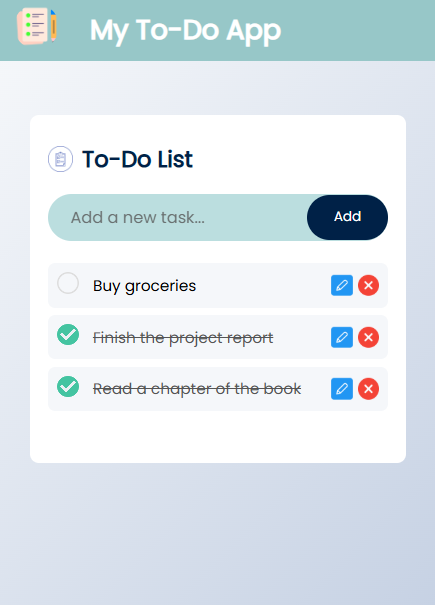 My To-Do App
To-Do List
Add a new task...
Add
Buy groceries
Finish the project report
Read a chapter of the book